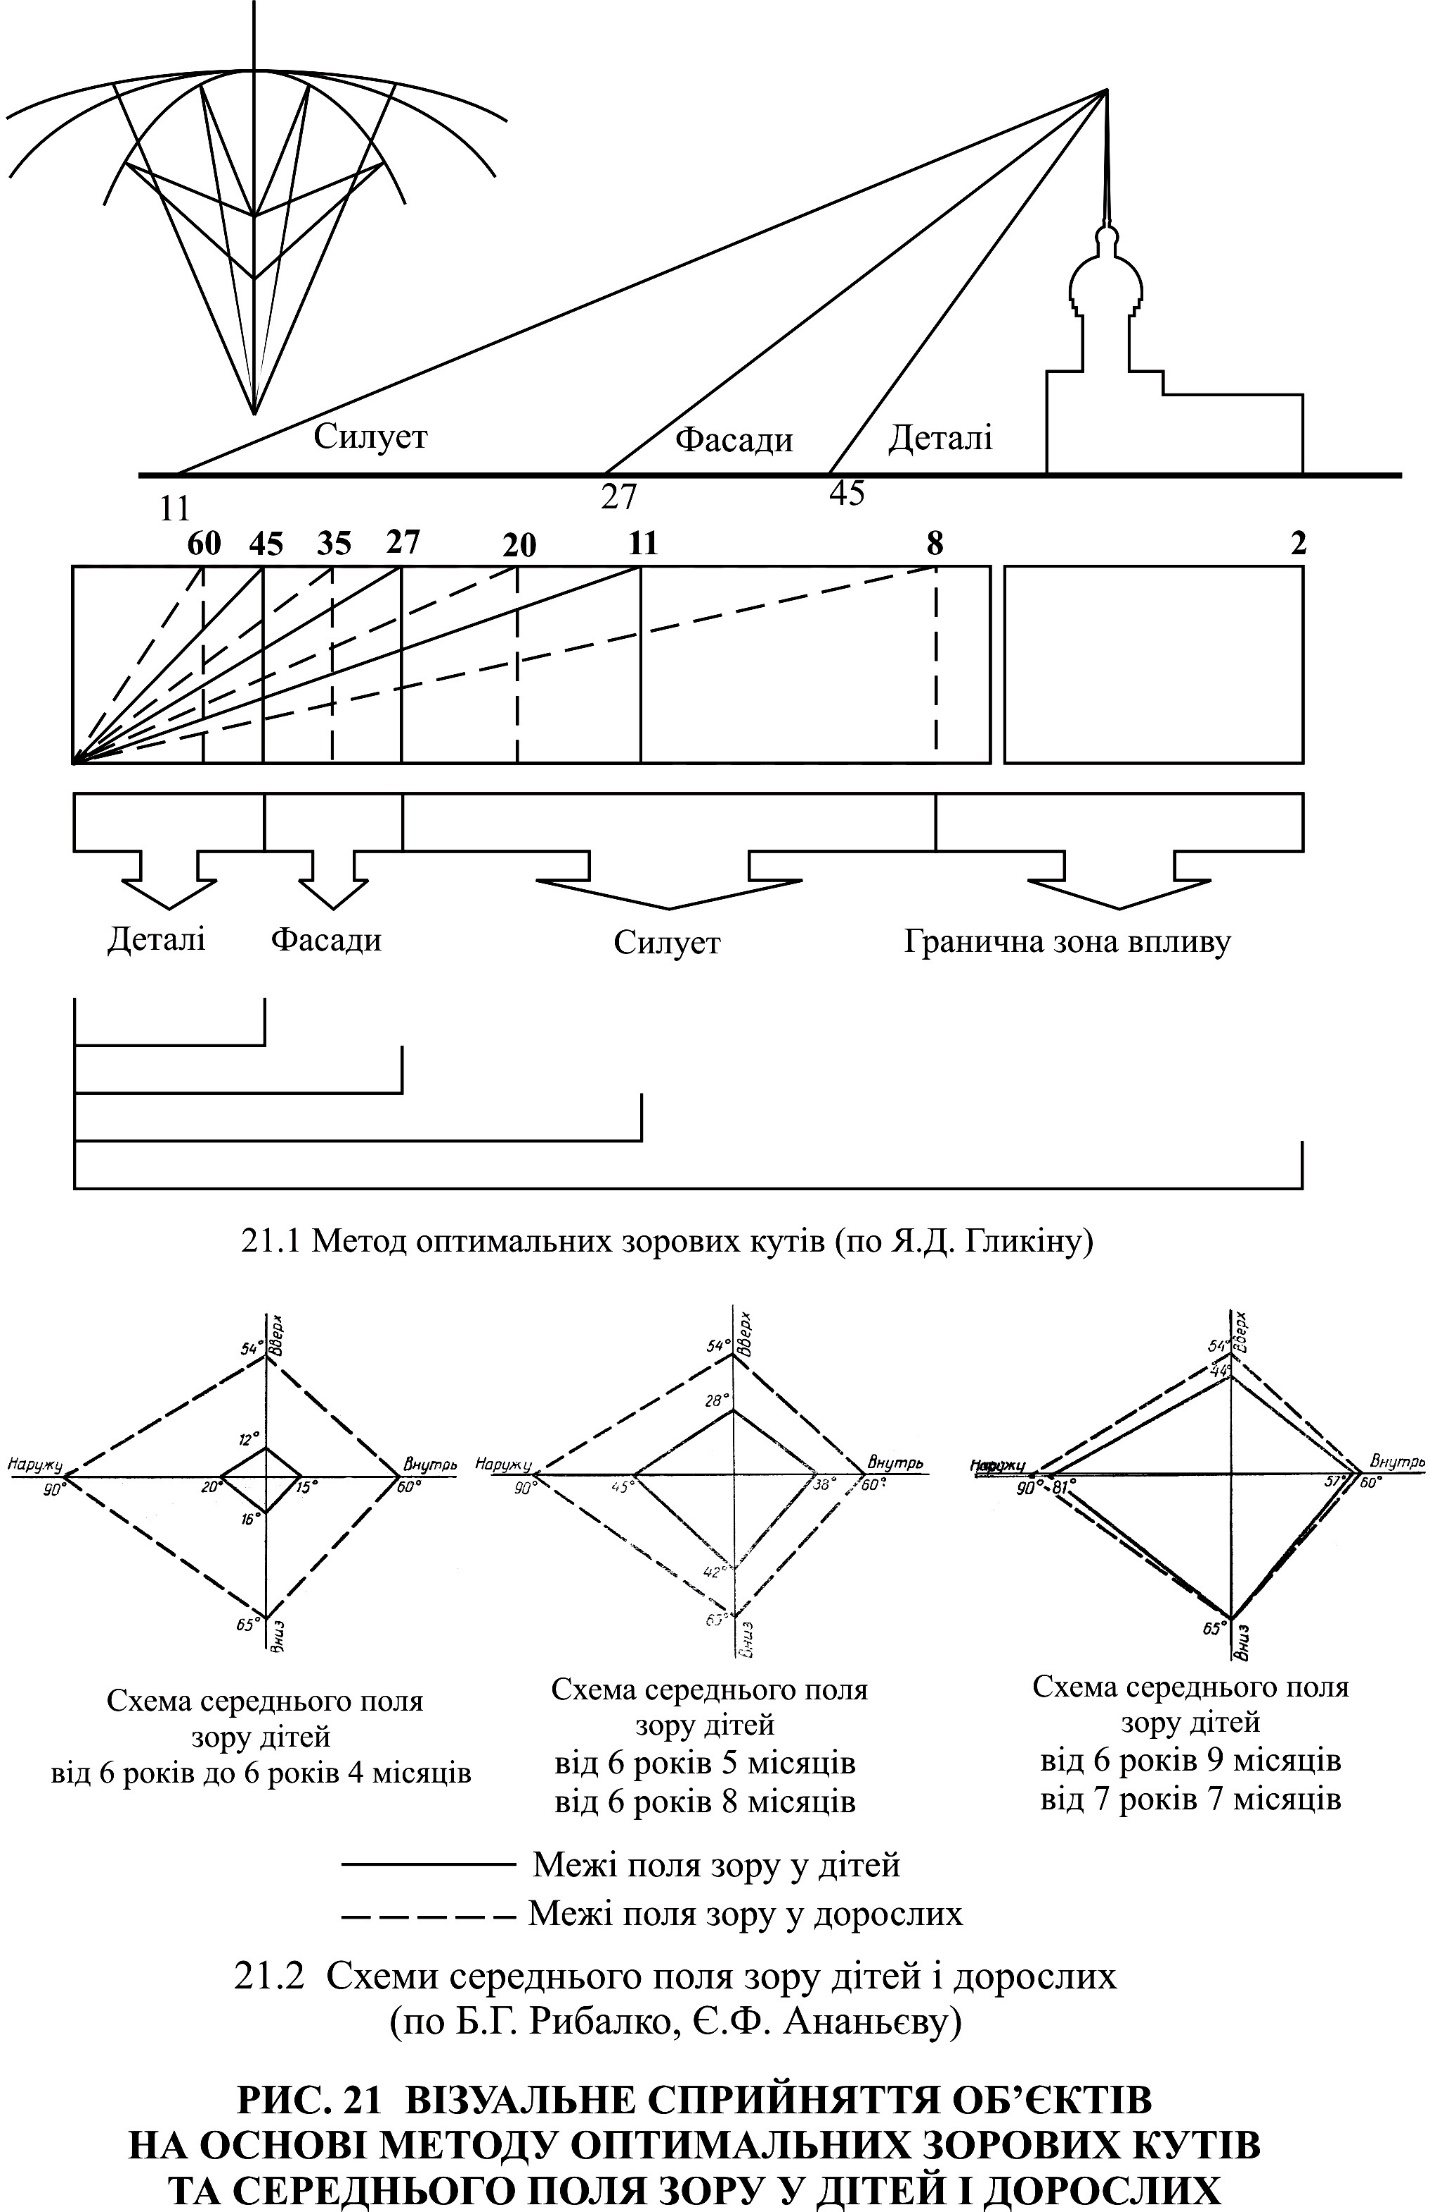 Силует
Фасади
Деталі
11
27
45
60 45 35 27 20 11 8 2
Деталі
Фасади
Силует
Гранична зона впливу
21.1 Метод оптимальних зорових кутів (по Я.Д. Гликіну)
54°
Вверх
12°
Наружу
90°
20°
15°
Внутрь
60°
16°
65°
Вниз
54°
Вверх
28°
Наружу
90°
45°
38°
Внутрь
60°
42°
65°
Вниз
54°
Вверх
44°
Наружу
90°
81°
57°
Внутрь
60°
65°
Вниз
Схема середнього поля
зору дітей
від 6 років до 6 років 4 місяців
Схема середнього поля
зору дітей
від 6 років 5 місяців
від 6 років 8 місяців
Схема середнього поля
зору дітей
від 6 років 9 місяців
від 7 років 7 місяців
Межі поля зору у дітей
Межі поля зору у дорослих
21.2 Схеми середнього поля зору дітей і дорослих
(по Б.Г. Рибалко, Є.Ф. Ананьєву)
РИС. 21 ВІЗУАЛЬНЕ СПРИЙНЯТТЯ ОБ’ЄКТІВ
НА ОСНОВІ МЕТОДУ ОПТИМАЛЬНИХ ЗОРОВИХ КУТІВ
ТА СЕРЕДНЬОГО ПОЛЯ ЗОРУ У ДІТЕЙ І ДОРОСЛИХ